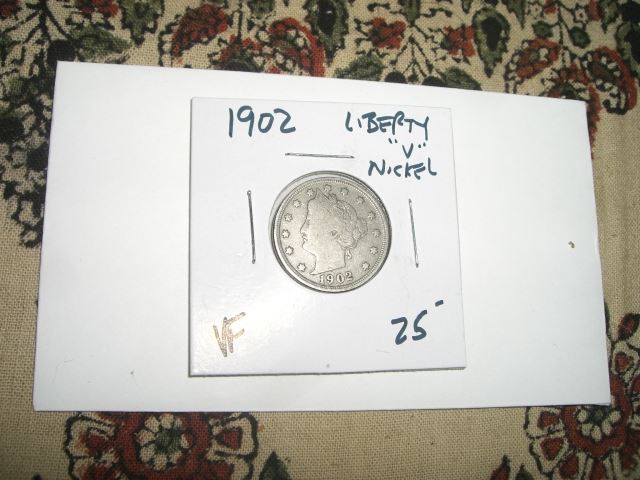 1902 LIBERTY
"V"
NICKEL
1902
VF 25-